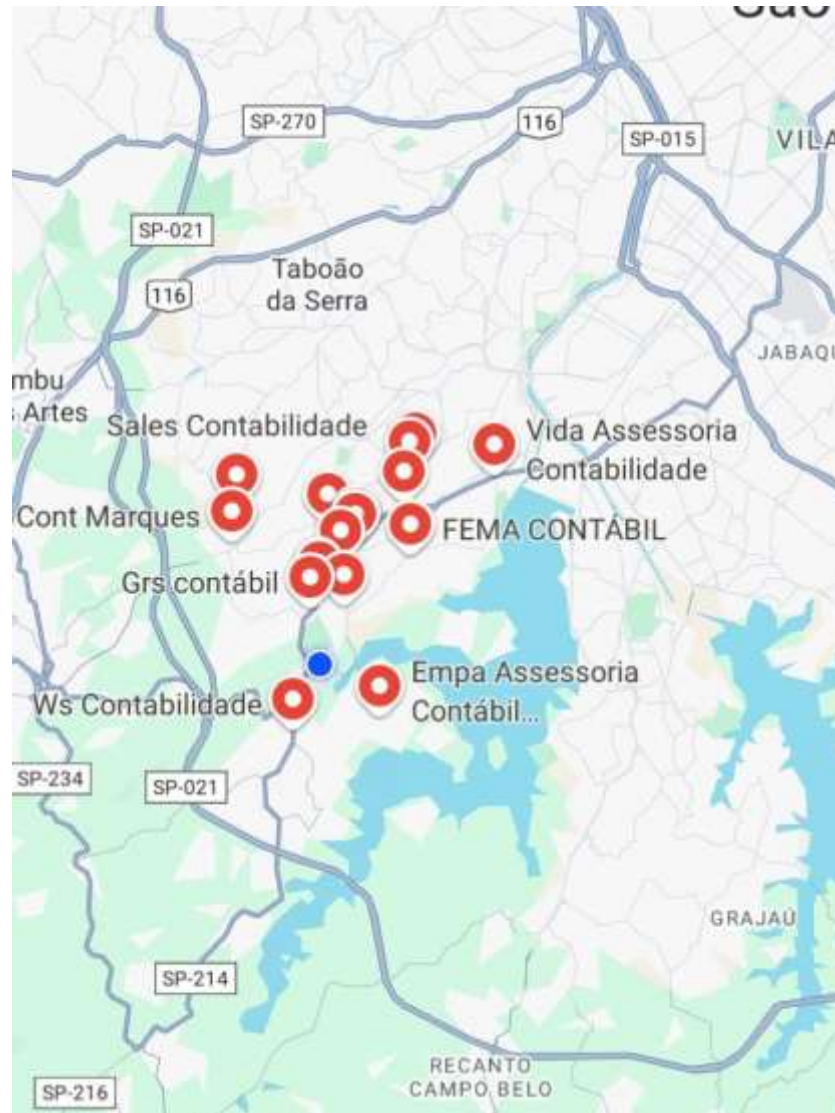 SP-270
116
SP-015
VILA
SP-021
Taboão
da Serra
116
JABAQU
mbu
s Artes
Sales Contabilidade
Vida Assessoria
Contabilidade
Cont Marques
FEMA CONTÁBIL
Grs contábil
Empa Assessoria
Contábil...
Ws Contabilidade
SP-234
SP-021
GRAJAÚ
SP-214
RECANTO
CAMPO BELO
SP-216